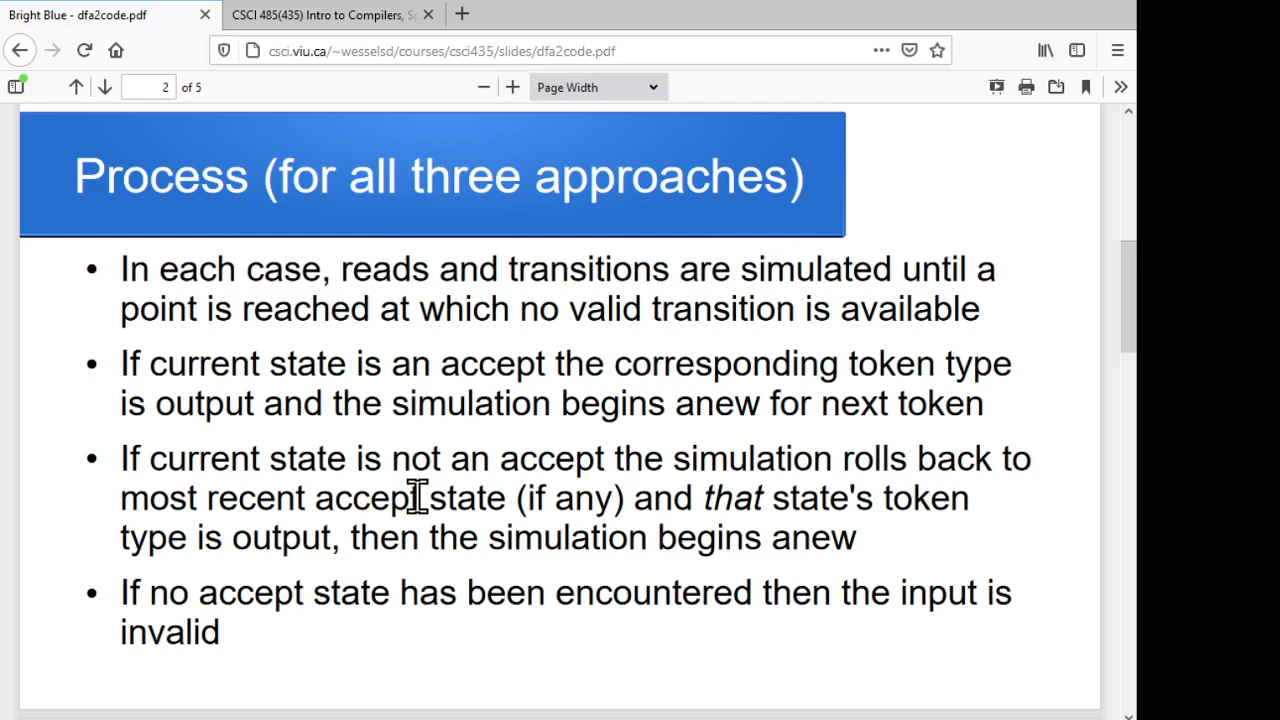 Bright Blue - dfa2code.pdf
CSCI 485(435) Intro to Compilers, S
csci.viu.ca/~wesselsd/courses/csci435/slides/dfa2code.pdf
2 of 5
Page Width
Process (for all three approaches)
• In each case, reads and transitions are simulated until a
point is reached at which no valid transition is available
• If current state is an accept the corresponding token type
is output and the simulation begins anew for next token
• If current state is not an accept the simulation rolls back to
most recent accept state (if any) and that state's token
type is output, then the simulation begins anew
• If no accept state has been encountered then the input is
invalid